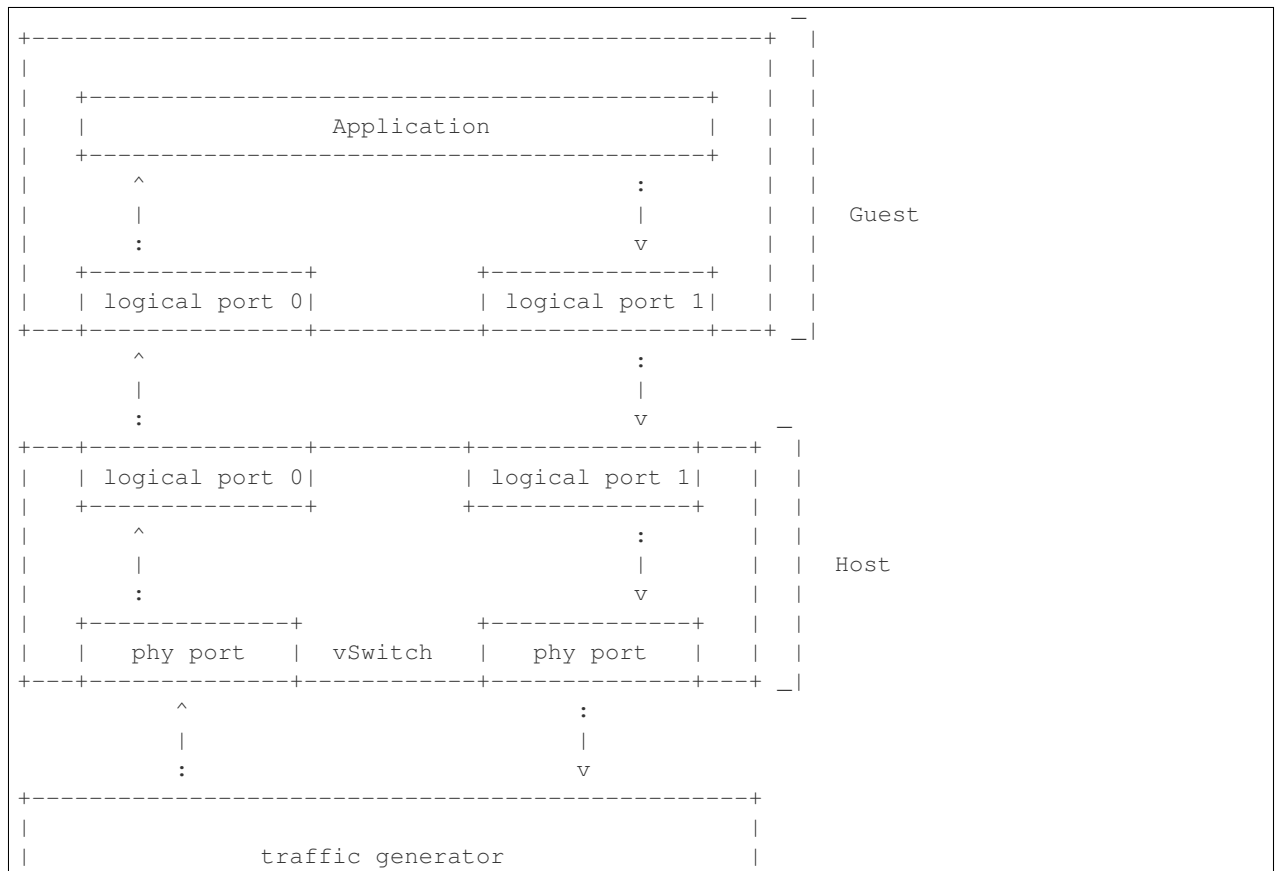 _
+---------------------------------------------------+  |
|                                                   |  |
|   +-------------------------------------------+   |  |
|   |                 Application               |   |  |
|   +-------------------------------------------+   |  |
|       ^                                  :        |  |
|       |                                  |        |  |  Guest
|       :                                  v        |  |
|   +---------------+           +---------------+   |  |
|   | logical port 0|           | logical port 1|   |  |
+---+---------------+-----------+---------------+---+ _|
        ^                                  :
        |                                  |
        :                                  v         _
+---+---------------+----------+---------------+---+  |
|   | logical port 0|          | logical port 1|   |  |
|   +---------------+          +---------------+   |  |
|       ^                                  :       |  |
|       |                                  |       |  |  Host
|       :                                  v       |  |
|   +--------------+            +--------------+   |  |
|   |   phy port   |  vSwitch   |   phy port   |   |  |
+---+--------------+------------+--------------+---+ _|
           ^                           :
           |                           |
           :                           v
+--------------------------------------------------+
|                                                  |
|                traffic generator                 |